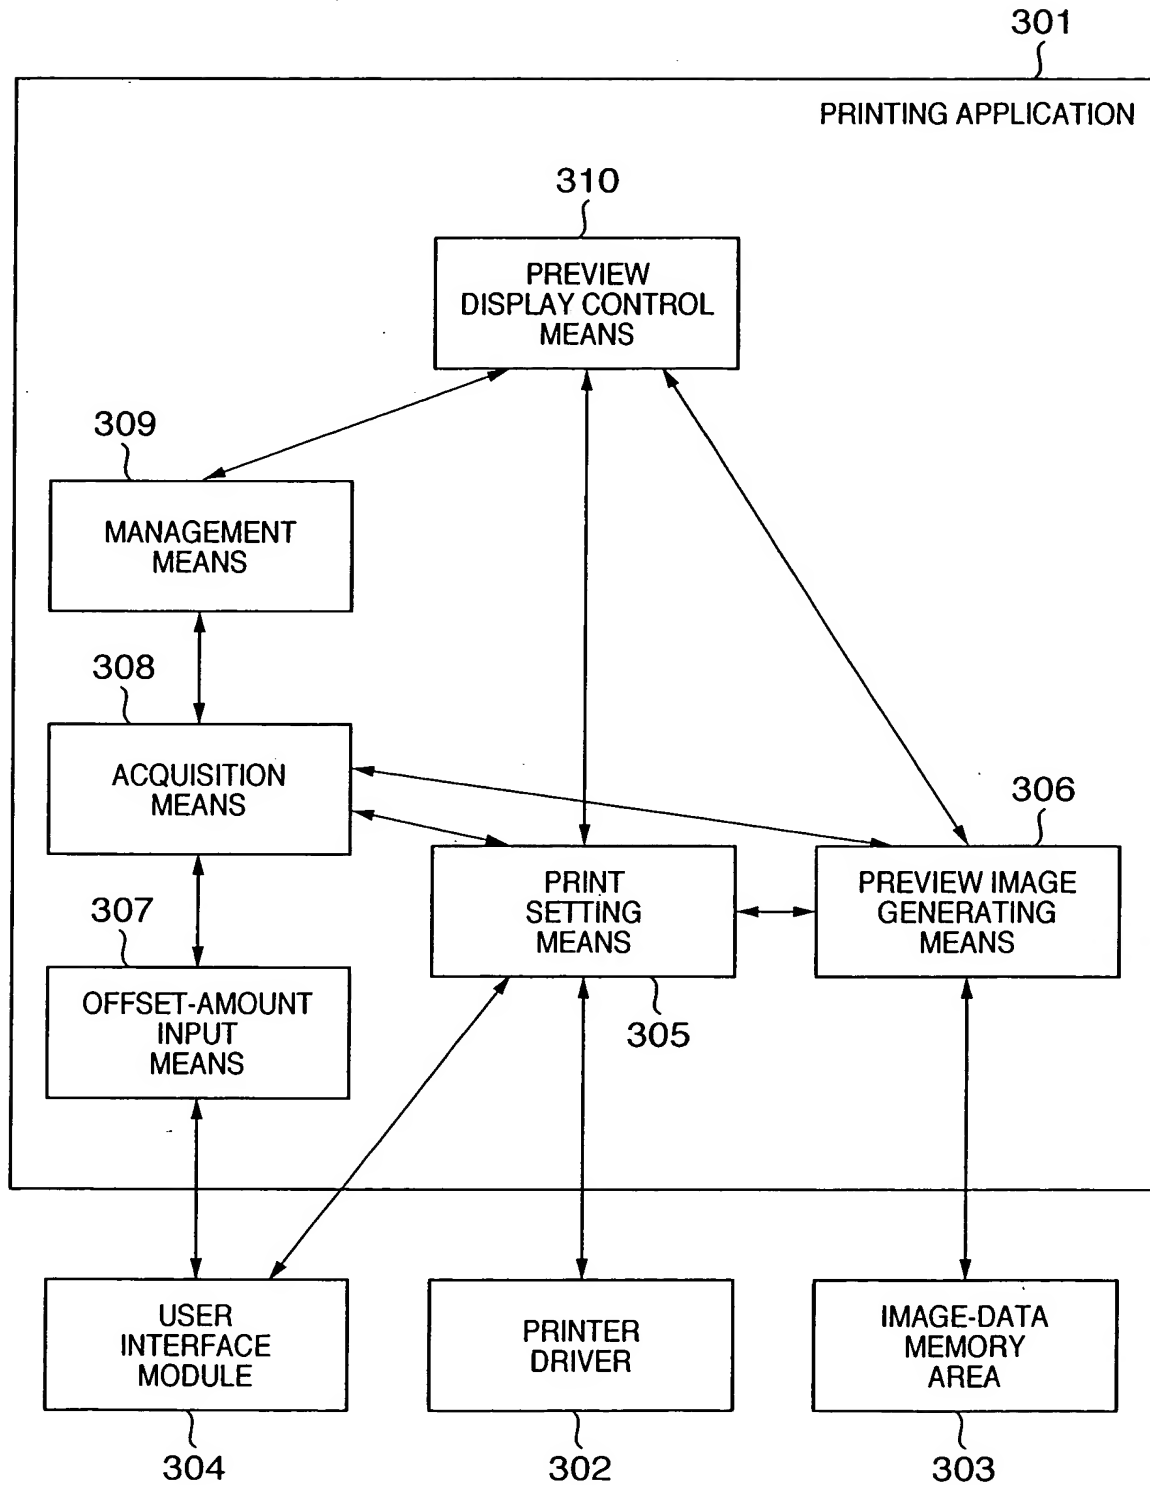 301
PRINTING APPLICATION
310
PREVIEW
DISPLAY CONTROL
MEANS
309
MANAGEMENT
MEANS
308
ACQUISITION
MEANS
306
PRINT
SETTING
MEANS
PREVIEW IMAGE
GENERATING
MEANS
307
OFFSET-AMOUNT
INPUT
MEANS
305
USER
INTERFACE
MODULE
PRINTER
DRIVER
IMAGE-DATA
MEMORY
AREA
304
302
303